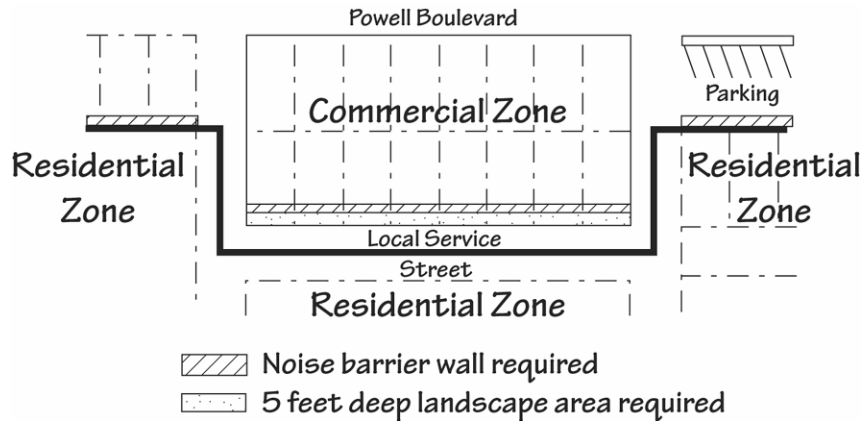 Powell Boulevard
Parking
Commercial Zone
Residential
Zone
Residential
Zone
Local Service
Street
Residential Zone
Noise barrier wall required
5 feet deep landscape area required